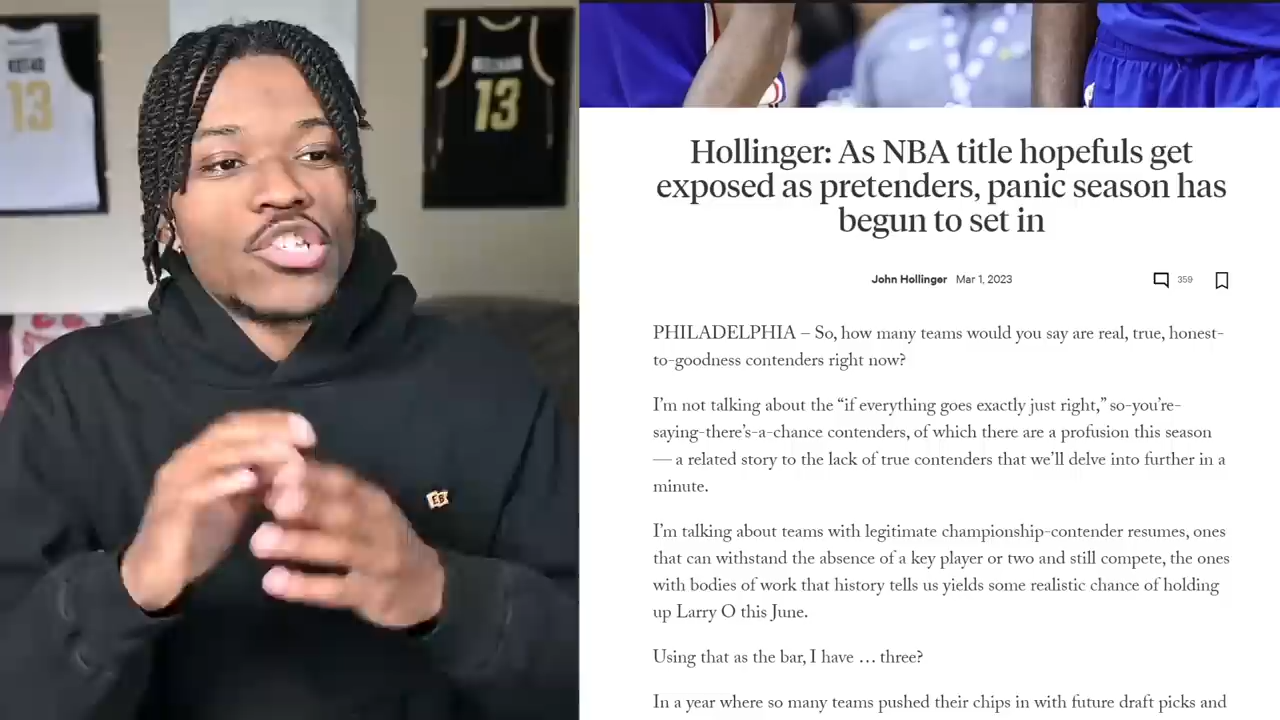 13
13
EB
Hollinger: As NBA title hopefuls get
exposed as pretenders, panic season has
begun to set in
John Hollinger Mar 1, 2023
359
PHILADELPHIA – So, how many teams would you say are real, true, honest-
to-goodness contenders right now?
I’m not talking about the “if everything goes exactly just right,” so-you’re-
saying-there’s-a-chance contenders, of which there are a profusion this season
— a related story to the lack of true contenders that we’ll delve into further in a
minute.
I’m talking about teams with legitimate championship-contender resumes, ones
that can withstand the absence of a key player or two and still compete, the ones
with bodies of work that history tells us yields some realistic chance of holding
up Larry O this June.
Using that as the bar, I have … three?
In a year where so many teams pushed their chips in with future draft picks and